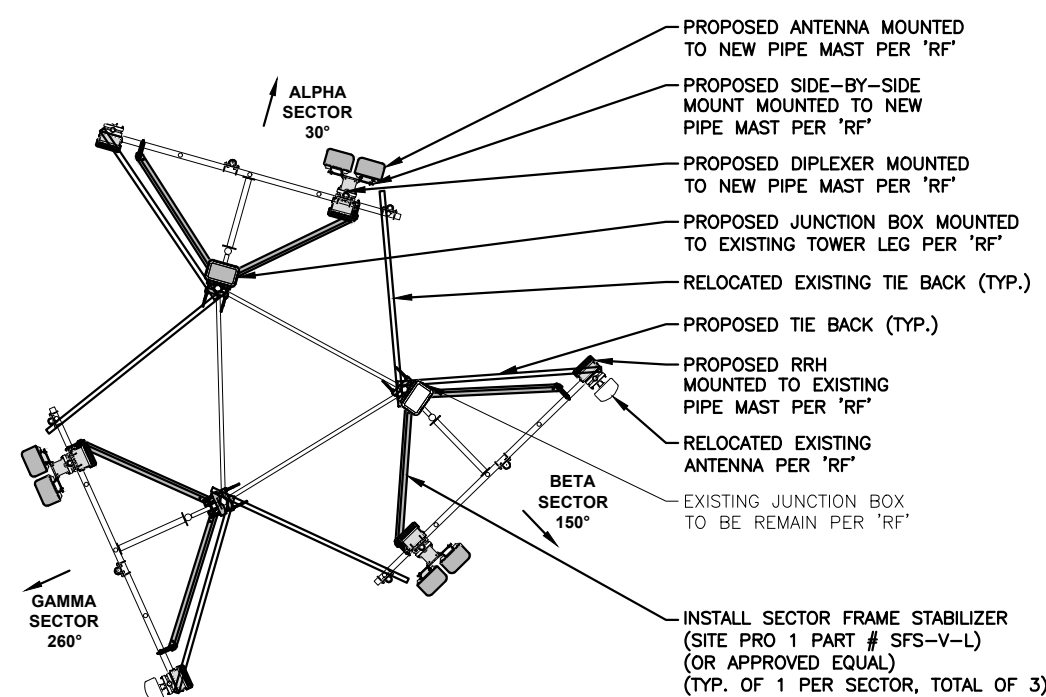 PROPOSED ANTENNA MOUNTED
TO NEW PIPE MAST PER 'RF'
PROPOSED SIDE-BY-SIDE
MOUNT MOUNTED TO NEW
PIPE MAST PER 'RF'
ALPHA
SECTOR
30°
PROPOSED DIPLEXER MOUNTED
TO NEW PIPE MAST PER 'RF'
PROPOSED JUNCTION BOX MOUNTED
TO EXISTING TOWER LEG PER 'RF'
RELOCATED EXISTING TIE BACK (TYP.)
PROPOSED TIE BACK (TYP.)
PROPOSED RRH
MOUNTED TO EXISTING
PIPE MAST PER 'RF'
RELOCATED EXISTING
ANTENNA PER 'RF'
BETA
SECTOR
150°
EXISTING JUNCTION BOX
TO BE REMAIN PER 'RF'
GAMMA
SECTOR
260°
INSTALL SECTOR FRAME STABILIZER
(SITE PRO 1 PART # SFS-V-L)
(OR APPROVED EQUAL)
(TYP. OF 1 PER SECTOR, TOTAL OF 3)